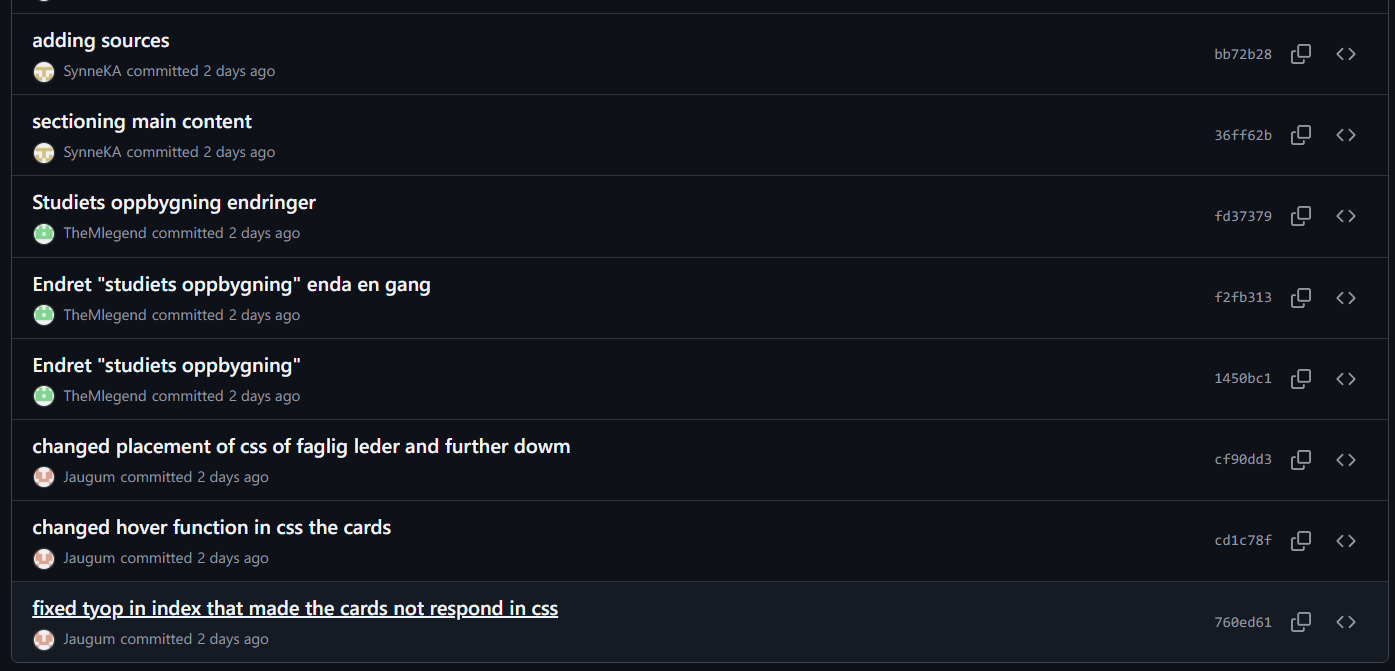 adding sources
SynneKA committed 2 days ago
bb72b28
sectioning main content
SynneKA committed 2 days ago
36ff62b
Studiets oppbygning endringer
TheMlegend committed 2 days ago
fd37379
Endret "studiets oppbygning" enda en gang
TheMlegend committed 2 days ago
f2fb313
Endret "studiets oppbygning"
TheMlegend committed 2 days ago
1450bc1
changed placement of css of faglig leder and further dowm
Jaugum committed 2 days ago
cf90dd3
changed hover function in css the cards
Jaugum committed 2 days ago
cd1c78f
fixed tyop in index that made the cards not respond in css
Jaugum committed 2 days ago
760ed61